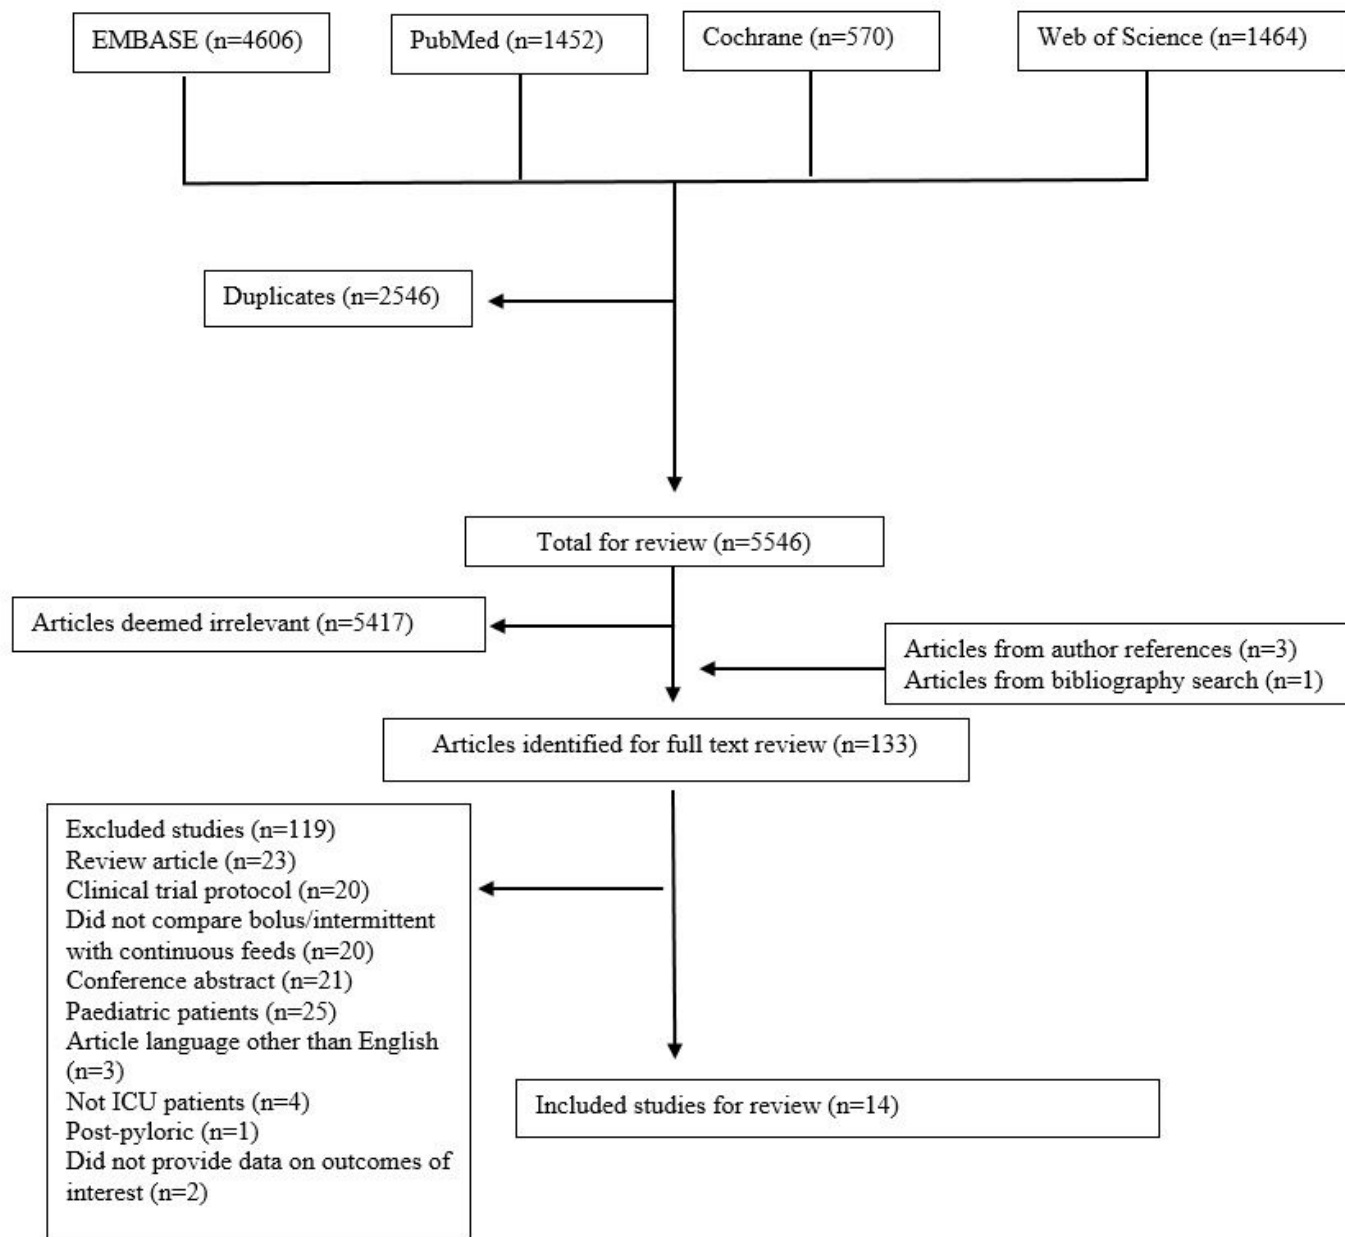 EMBASE (n=4606)
PubMed (n=1452)
Cochrane (n=570)
Web of Science (n=1464)
Duplicates (n=2546)
Total for review (n=5546)
Articles deemed irrelevant (n=5417)
Articles from author references (n=3)
Articles from bibliography search (n=1)
Articles identified for full text review (n=133)
Excluded studies (n=119)
Review article (n=23)
Clinical trial protocol (n=20)
Did not compare bolus/intermittent
with continuous feeds (n=20)
Conference abstract (n=21)
Paediatric patients (n=25)
Article language other than English
(n=3)
Not ICU patients (n=4)
Post-pyloric (n=1)
Did not provide data on outcomes of
interest (n=2)
Included studies for review (n=14)